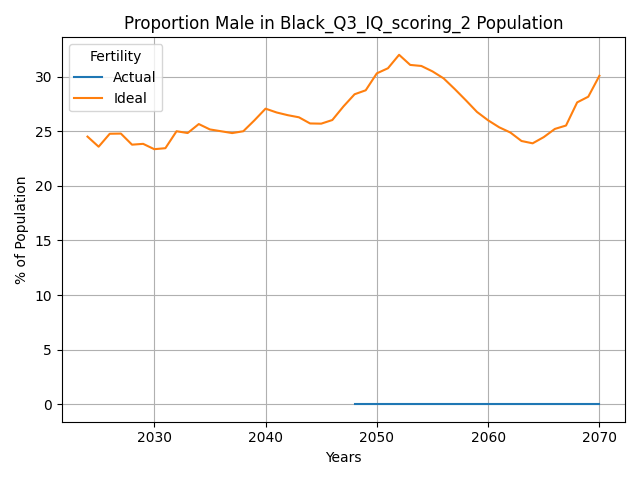 Proportion Male in Black_Q3_IQ_scoring_2 Population
Fertility
Actual
Ideal
% of Population
30
25
20
15
10
5
0
2030 2040 2050 2060 2070
Years